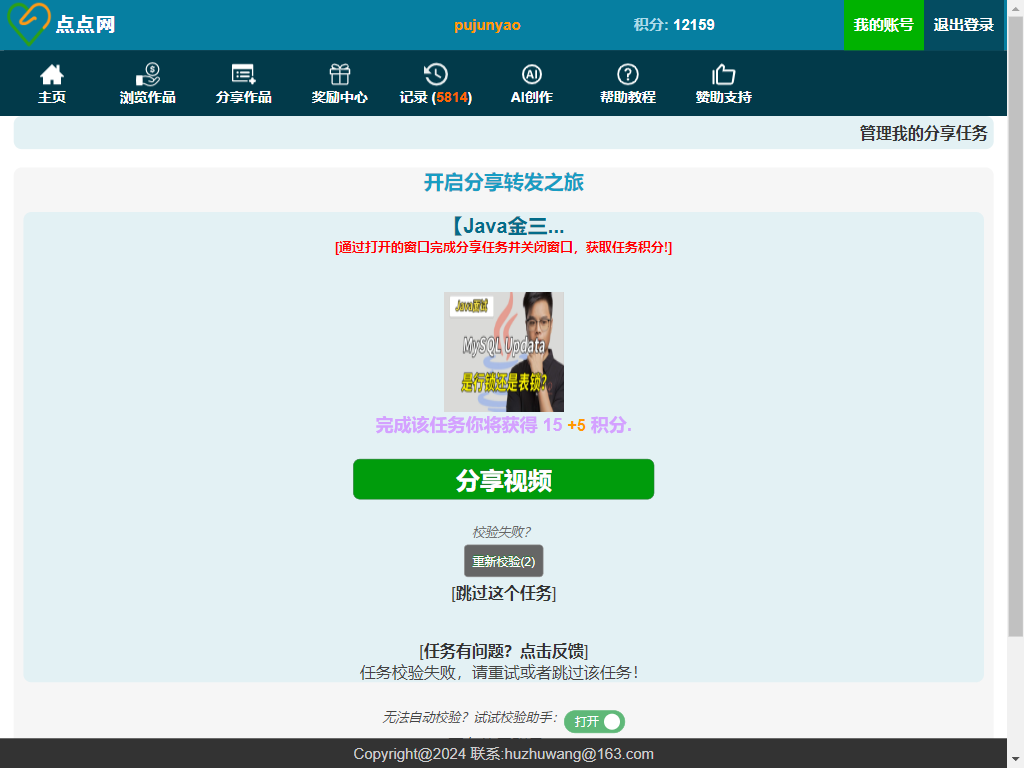 点点网
pujunyao
积分: 12159
我的账号
退出登录
主页
浏览作品
分享作品
奖励中心
记录 (5814)
AI创作
帮助教程
赞助支持
管理我的分享任务
开启分享转发之旅
【Java金三...
[通过打开的窗口完成分享任务并关闭窗口，获取任务积分!]
Java面试
MySQL Updata
是行锁还是表锁?
完成该任务你将获得 15 +5 积分.
分享视频
校验失败?
重新校验(2)
[跳过这个任务]
[任务有问题? 点击反馈]
任务校验失败，请重试或者跳过该任务!
无法自动校验? 试试校验助手:
打开
Copyright@2024 联系:huzhuwang@163.com